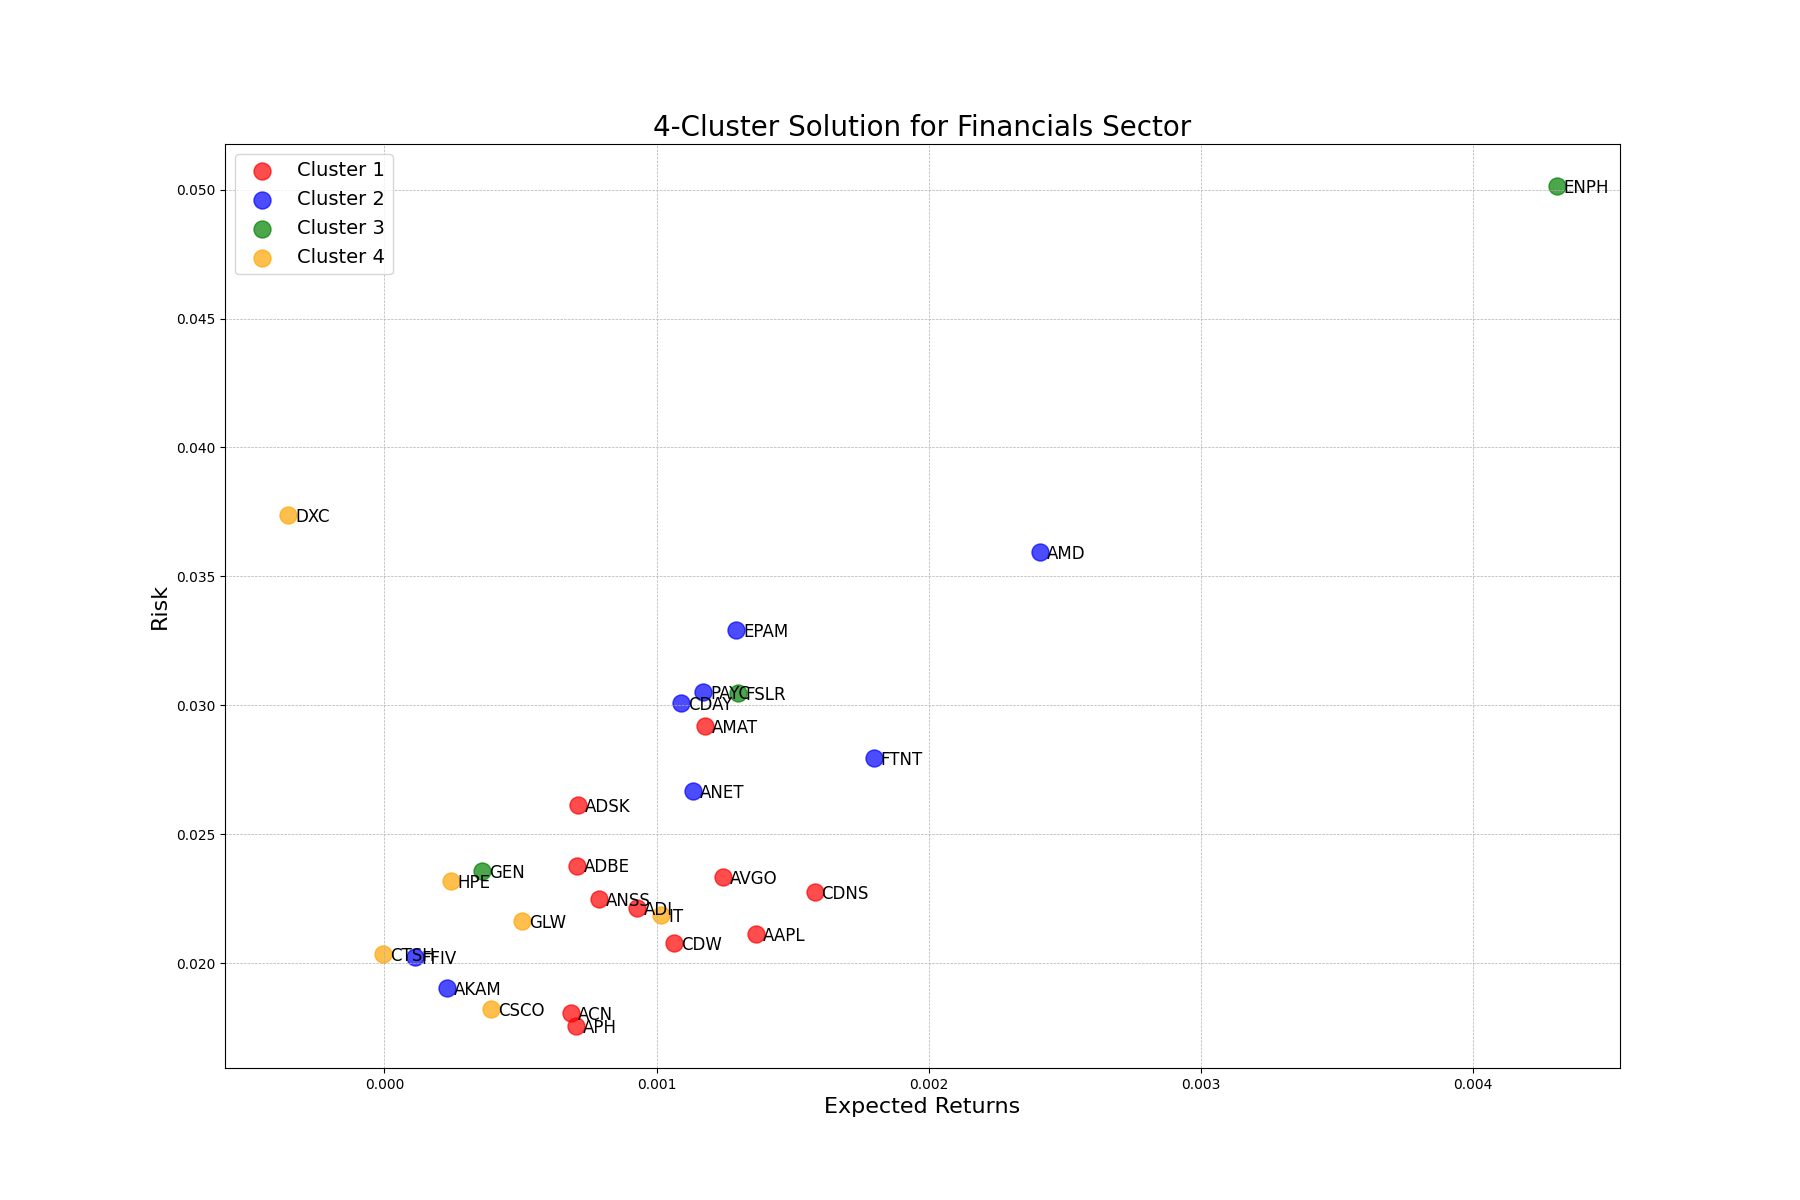 4-Cluster Solution for Financials Sector
Cluster 1
Cluster 2
Cluster 3
Cluster 4
0.050
0.045
0.040
0.035
0.030
0.025
0.020
Risk
ENPH
DXC
AMD
EPAM
PAYC
FSLR
CDAY
AMAT
FTNT
ANET
ADSK
ADBE
GEN
AVGO
HPE
CDNS
ANSS
ADI
IT
GLW
AAPL
CDW
CTSH
FFIV
AKAM
CSCO
ACN
APH
0.000
0.001
0.002
0.003
0.004
Expected Returns